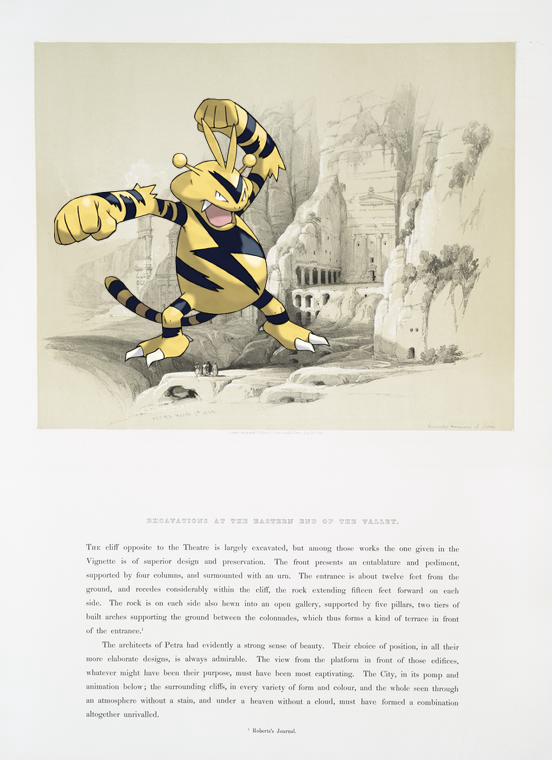 EXCAVATIONS AT THE EASTERN END OF THE VALLEY.
THE cliff opposite to the Theatre is largely excavated, but among those works the one given in the
Vignette is of superior design and preservation. The front presents an entablature and pediment,
supported by four columns, and surmounted with an urn. The entrance is about twelve feet from the
ground, and recedes considerably within the cliff, the rock extending fifteen feet forward on each
side. The rock is on each side also hewn into an open gallery, supported by five pillars, two tiers of
built arches supporting the ground between the colonnades, which thus forms a kind of terrace in front
of the entrance.¹
The architects of Petra had evidently a strong sense of beauty. Their choice of position, in all their
more elaborate designs, is always admirable. The view from the platform in front of those edifices,
whatever might have been their purpose, must have been most captivating. The City, in its pomp and
animation below; the surrounding cliffs, in every variety of form and colour, and the whole seen through
an atmosphere without a stain, and under a heaven without a cloud, must have formed a combination
altogether unrivalled.
¹ Roberts's Journal.